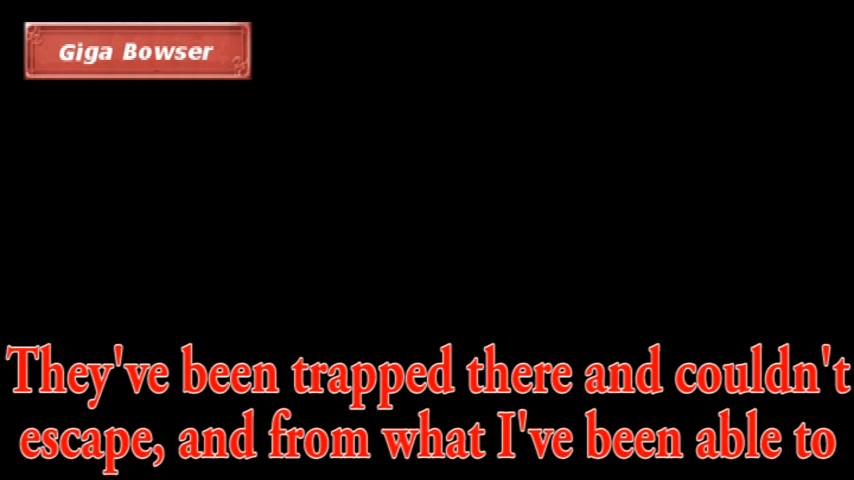 Giga Bowser
They've been trapped there and couldn't
escape, and from what I've been able to